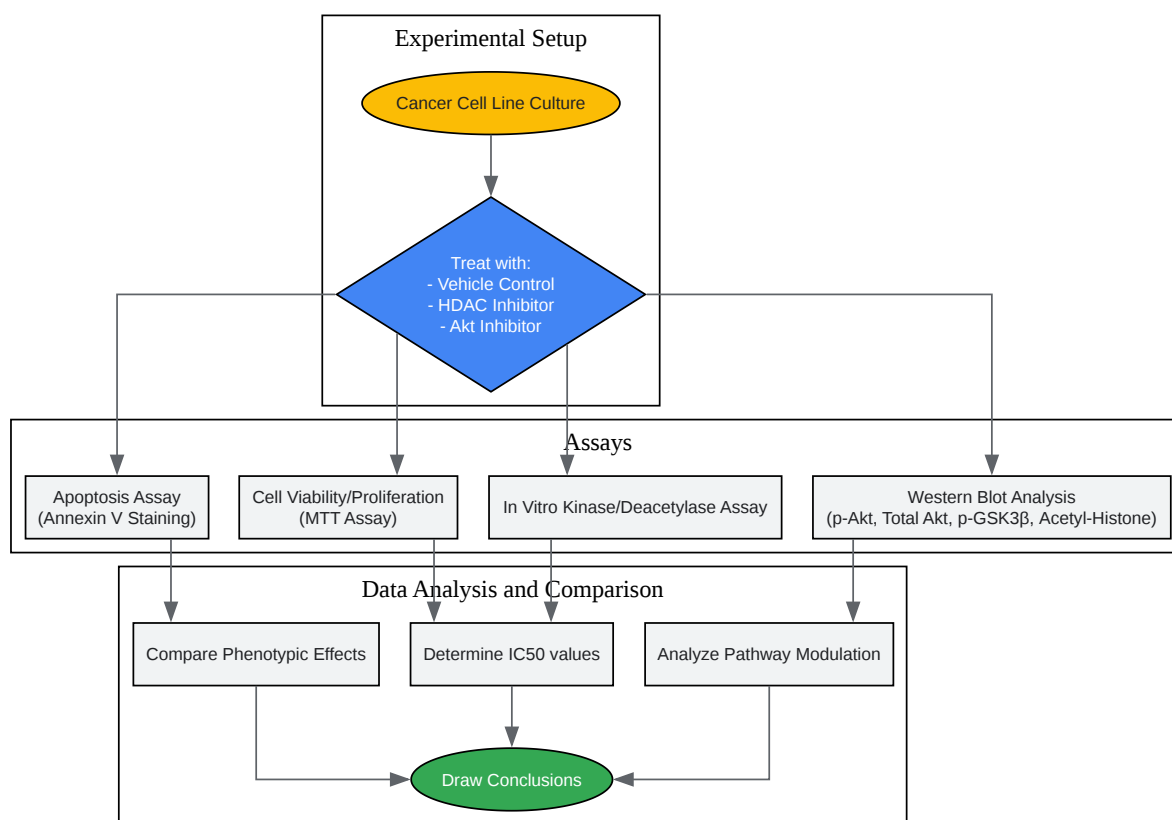 Experimental Setup
Cancer Cell Line Culture
Treat with:
- Vehicle Control
- HDAC Inhibitor
- Akt Inhibitor
Assays
Apoptosis Assay
(Annexin V Staining)
Cell Viability/Proliferation
(MTT Assay)
In Vitro Kinase/Deacetylase Assay
Western Blot Analysis
(p-Akt, Total Akt, p-GSK3β, Acetyl-Histone)
Data Analysis and Comparison
Compare Phenotypic Effects
Determine IC50 values
Analyze Pathway Modulation
Draw Conclusions